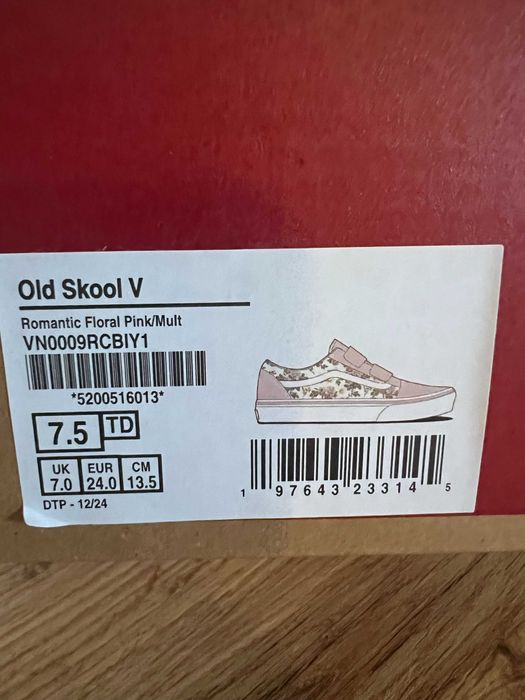 Old Skool V
Romantic Floral Pink/Mult
VN0009RCBIY1
*5200516013*
7.5 TD
UK EUR CM
7.0 24.0 13.5
DTP - 12/24
1 97643 23314 5